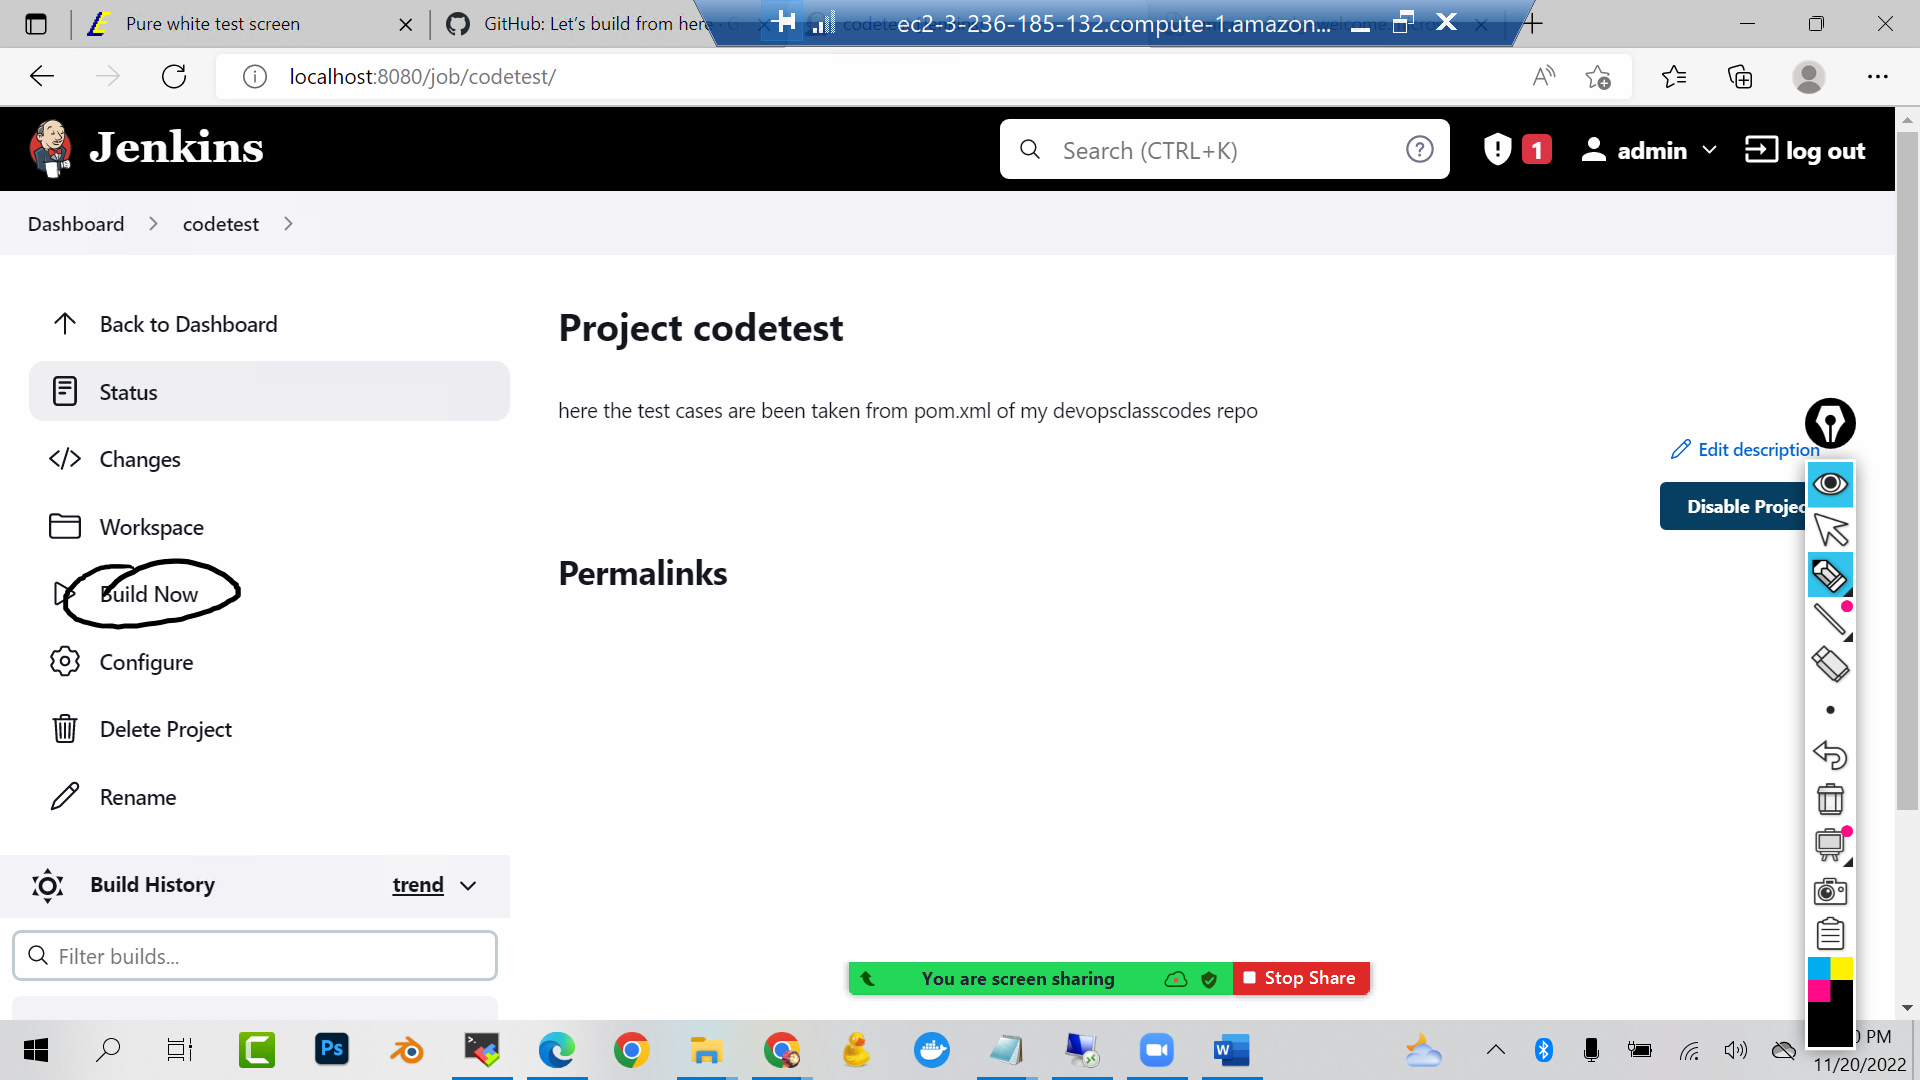 Pure white test screen
GitHub: Let's build from here · G
ec2-3-236-185-132.compute-1.amazon...
localhost:8080/job/codetest/
Jenkins
Search (CTRL+K)
1
admin
log out
Dashboard
codetest
Back to Dashboard
Status
Changes
Workspace
Build Now
Configure
Delete Project
Rename
Build History
trend
Filter builds...
Project codetest
here the test cases are been taken from pom.xml of my devopsclasscodes repo
Edit description
Disable Projec
Permalinks
You are screen sharing
Stop Share
Ps
W
0 PM
11/20/2022